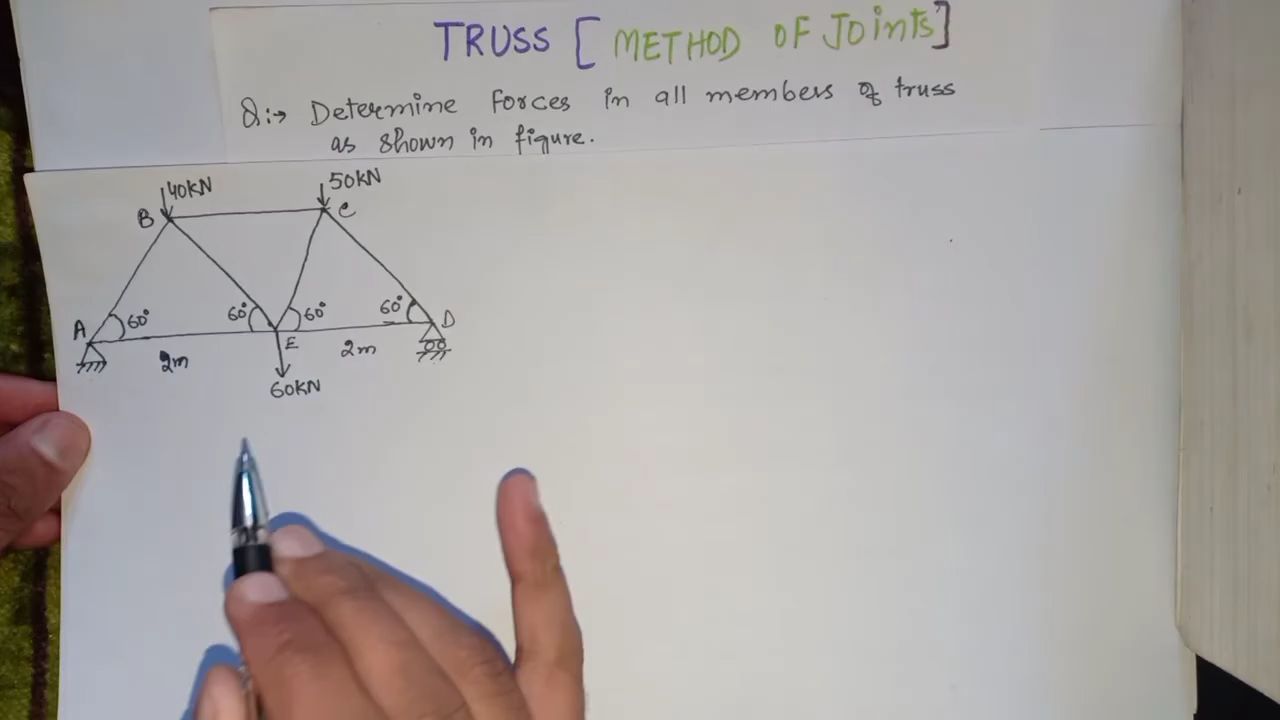 TRUSS [METHOD OF JOINTS]
Q:→ Determine Forces in all members of truss
as shown in figure.
40KN
50KN
B
C
A
60°
60°
60°
60°
D
E
2m
2m
60KN